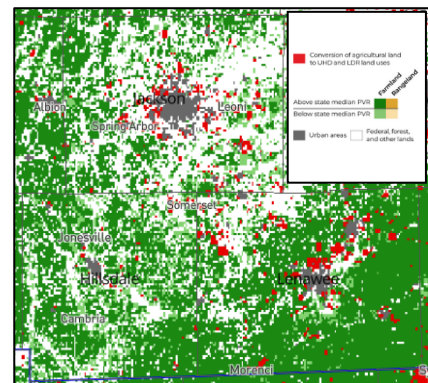 Conversion of agricultural land
to UHD and LDR land uses
Farmland
Rangeland
Above state median PVR
Below state median PVR
Urban areas
Federal, forest,
and other lands
Jackson
Albion
Leoni
Spring Arbor
Somerset
Jonesville
Hillsdale
Lenawee
Cambria
Morenci
S